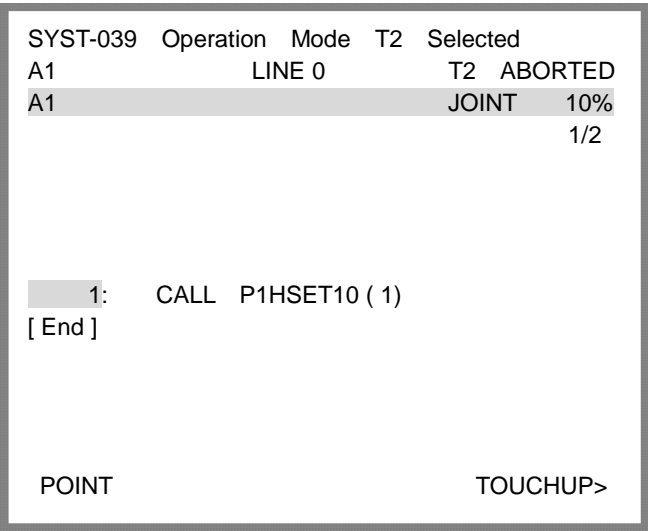 SYST-039 Operation Mode T2 Selected
A1 LINE 0 T2 ABORTED
A1 JOINT 10%
1/2
1: CALL P1HSET10 ( 1)
[ End ]
POINT TOUCHUP>